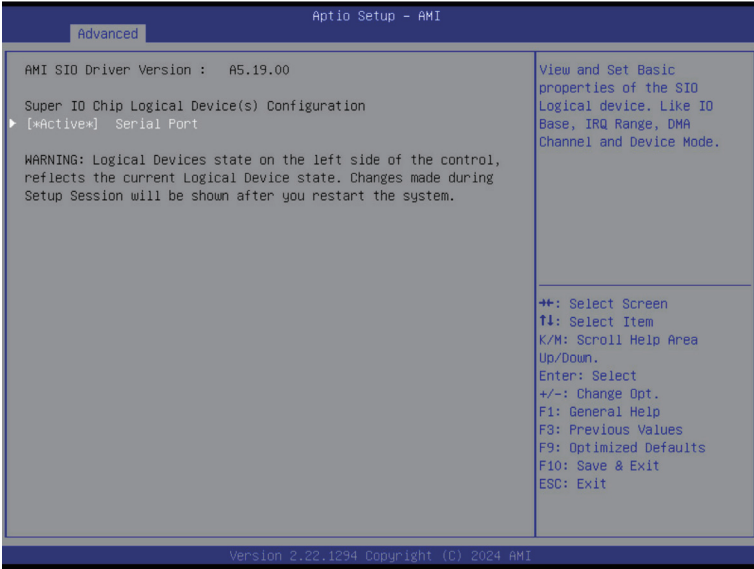 Aptio Setup – AMI
Advanced
AMI SIO Driver Version : A5.19.00
Super IO Chip Logical Device(s) Configuration
[*Active*] Serial Port
WARNING: Logical Devices state on the left side of the control,
reflects the current Logical Device state. Changes made during
Setup Session will be shown after you restart the system.
View and Set Basic
properties of the SIO
Logical device. Like IO
Base, IRQ Range, DMA
Channel and Device Mode.
→←: Select Screen
↑↓: Select Item
K/M: Scroll Help Area
Up/Down.
Enter: Select
+/-: Change Opt.
F1: General Help
F3: Previous Values
F9: Optimized Defaults
F10: Save & Exit
ESC: Exit
Version 2.22.1294 Copyright (C) 2024 AMI